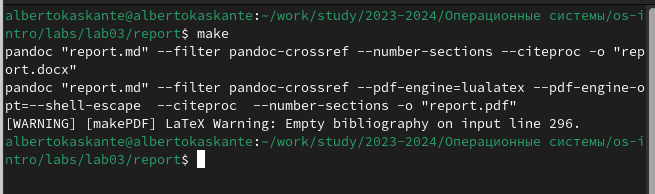 albertokaskante@albertokaskante:~/work/study/2023-2024/Операционные системы/os-i
ntro/labs/lab03/report$ make
pandoc "report.md" --filter pandoc-crossref --number-sections --citeproc -o "rep
ort.docx"
pandoc "report.md" --filter pandoc-crossref --pdf-engine=lualatex --pdf-engine-o
pt=--shell-escape  --citeproc  --number-sections -o "report.pdf"
[WARNING] [makePDF] LaTeX Warning: Empty bibliography on input line 296.
albertokaskante@albertokaskante:~/work/study/2023-2024/Операционные системы/os-i
ntro/labs/lab03/report$